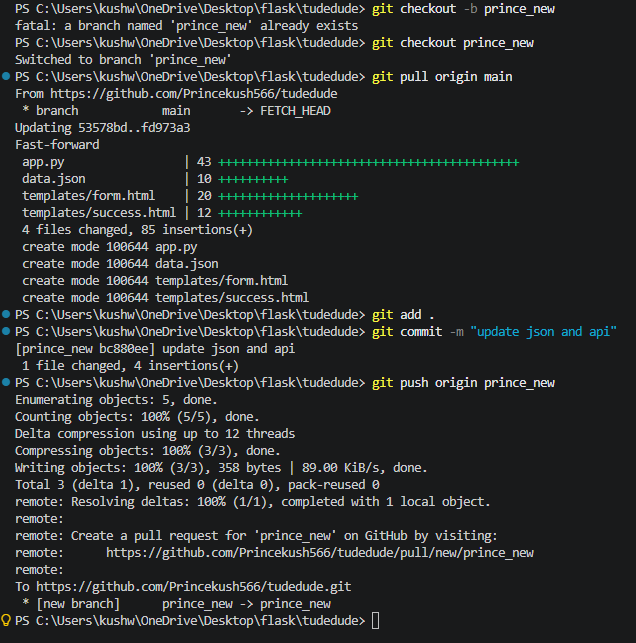 PS C:\Users\kushw\OneDrive\Desktop\flask\tudedude> git checkout -b prince_new
fatal: a branch named 'prince_new' already exists
PS C:\Users\kushw\OneDrive\Desktop\flask\tudedude> git checkout prince_new
Switched to branch 'prince_new'
PS C:\Users\kushw\OneDrive\Desktop\flask\tudedude> git pull origin main
From https://github.com/Princekush566/tudedude
 * branch            main       -> FETCH_HEAD
Updating 53578bd..fd973a3
Fast-forward
 app.py                 | 43 +++++++++++++++++++++++++++++++++++++++++++
 data.json              | 10 ++++++++++
 templates/form.html    | 20 ++++++++++++++++++++
 templates/success.html | 12 ++++++++++++
 4 files changed, 85 insertions(+)
 create mode 100644 app.py
 create mode 100644 data.json
 create mode 100644 templates/form.html
 create mode 100644 templates/success.html
PS C:\Users\kushw\OneDrive\Desktop\flask\tudedude> git add .
PS C:\Users\kushw\OneDrive\Desktop\flask\tudedude> git commit -m "update json and api"
[prince_new bc880ee] update json and api
 1 file changed, 4 insertions(+)
PS C:\Users\kushw\OneDrive\Desktop\flask\tudedude> git push origin prince_new
Enumerating objects: 5, done.
Counting objects: 100% (5/5), done.
Delta compression using up to 12 threads
Compressing objects: 100% (3/3), done.
Writing objects: 100% (3/3), 358 bytes | 89.00 KiB/s, done.
Total 3 (delta 1), reused 0 (delta 0), pack-reused 0
remote: Resolving deltas: 100% (1/1), completed with 1 local object.
remote:
remote: Create a pull request for 'prince_new' on GitHub by visiting:
remote:      https://github.com/Princekush566/tudedude/pull/new/prince_new
remote:
To https://github.com/Princekush566/tudedude.git
 * [new branch]      prince_new -> prince_new
PS C:\Users\kushw\OneDrive\Desktop\flask\tudedude>